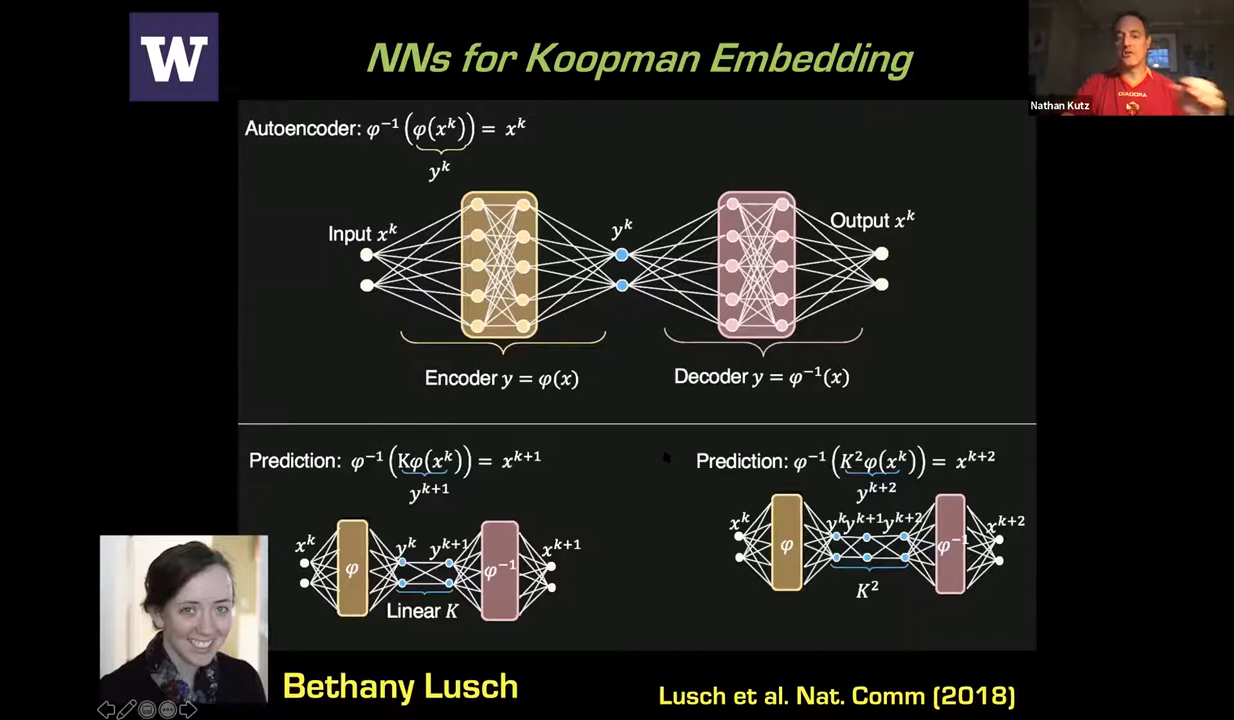 W
NNs for Koopman Embedding
Nathan Kutz
DIADORA
Autoencoder: φ⁻¹(φ(xᵏ)) = xᵏ
yᵏ
Input xᵏ
yᵏ
Output xᵏ
Encoder y = φ(x)
Decoder y = φ⁻¹(x)
Prediction: φ⁻¹(Kφ(xᵏ)) = xᵏ⁺¹
yᵏ⁺¹
xᵏ
φ
yᵏ
yᵏ⁺¹
φ⁻¹
xᵏ⁺¹
Linear K
Prediction: φ⁻¹(K²φ(xᵏ)) = xᵏ⁺²
yᵏ⁺²
xᵏ
φ
yᵏ
yᵏ⁺¹
yᵏ⁺²
φ⁻¹
xᵏ⁺²
K²
Bethany Lusch
Lusch et al. Nat. Comm (2018)